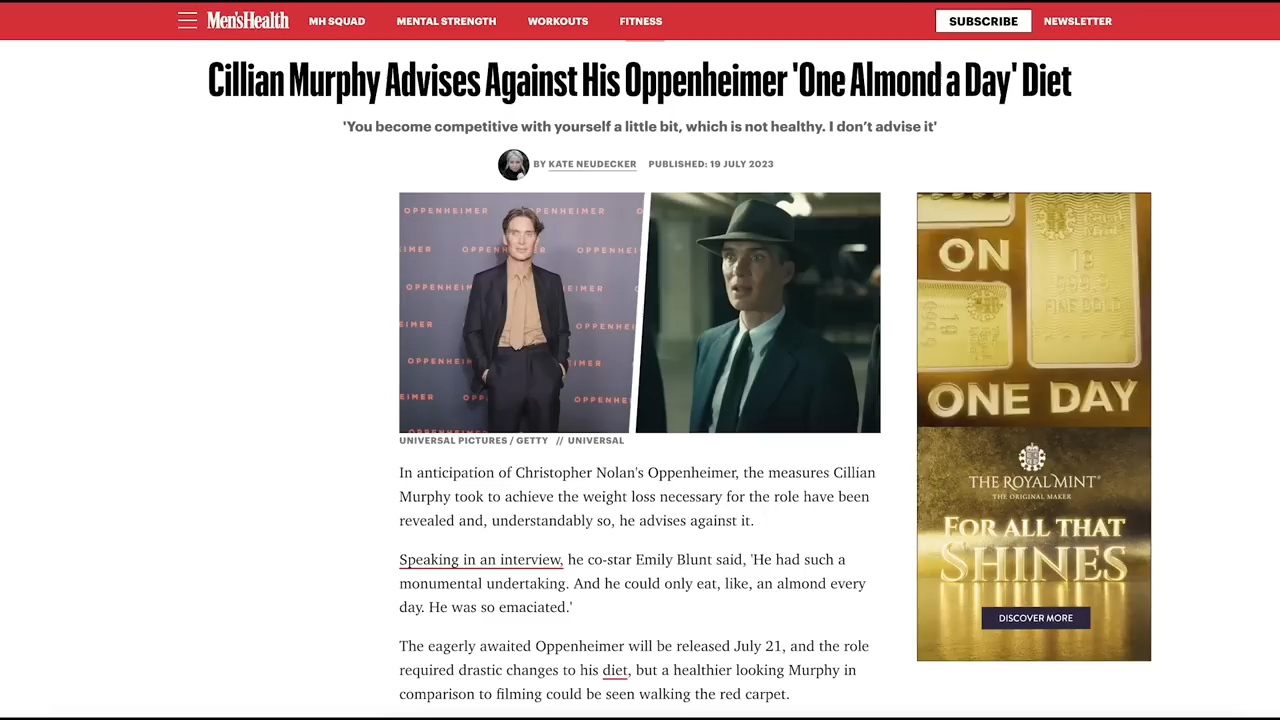 Men'sHealth
MH SQUAD
MENTAL STRENGTH
WORKOUTS
FITNESS
SUBSCRIBE
NEWSLETTER
Cillian Murphy Advises Against His Oppenheimer 'One Almond a Day' Diet
'You become competitive with yourself a little bit, which is not healthy. I don't advise it'
BY KATE NEUDECKER PUBLISHED: 19 JULY 2023
OPPENHEIMER
OPPENHEIMER
UNIVERSAL PICTURES / GETTY // UNIVERSAL
In anticipation of Christopher Nolan's Oppenheimer, the measures Cillian
Murphy took to achieve the weight loss necessary for the role have been
revealed and, understandably so, he advises against it.
Speaking in an interview, he co-star Emily Blunt said, 'He had such a
monumental undertaking. And he could only eat, like, an almond every
day. He was so emaciated.'
The eagerly awaited Oppenheimer will be released July 21, and the role
required drastic changes to his diet, but a healthier looking Murphy in
comparison to filming could be seen walking the red carpet.
ON
FINE GOLD
ONE DAY
THE ROYAL MINT®
THE ORIGINAL MAKER
FOR ALL THAT
SHINES
DISCOVER MORE